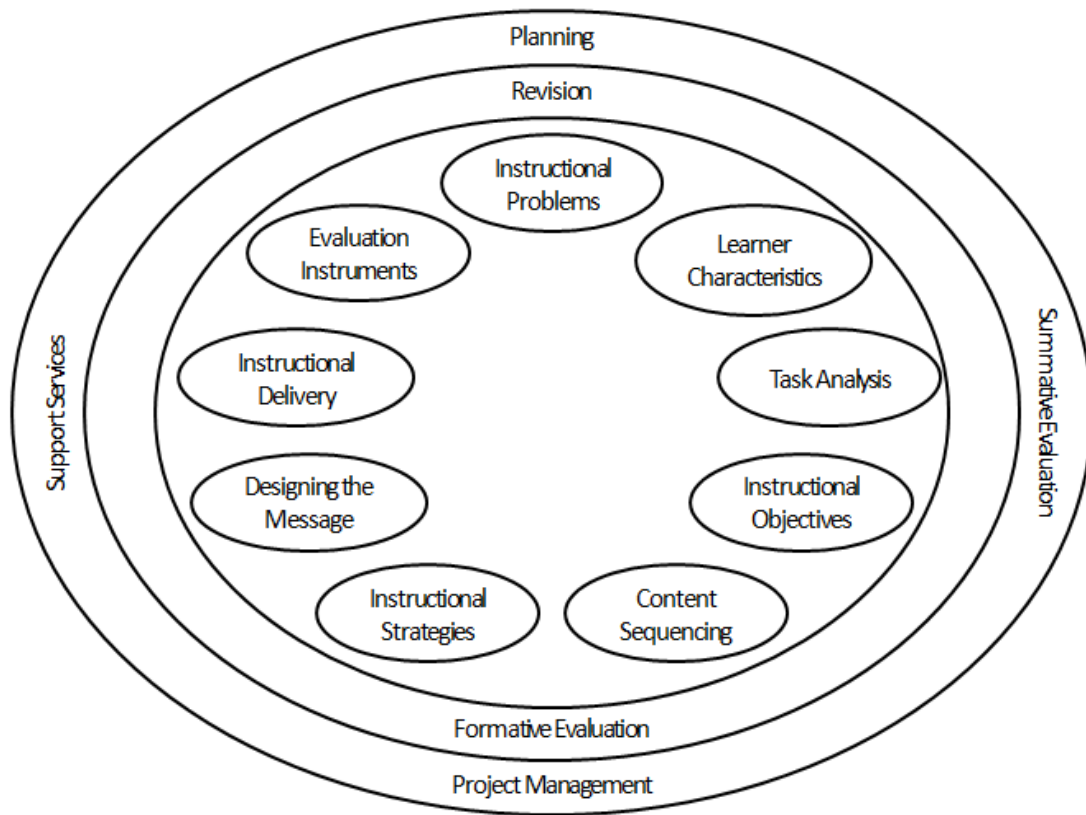 Planning
Revision
Instructional
Problems
Evaluation
Instruments
Learner
Characteristics
Instructional
Delivery
Task Analysis
Support Services
Summative Evaluation
Designing the
Message
Instructional
Objectives
Instructional
Strategies
Content
Sequencing
Formative Evaluation
Project Management